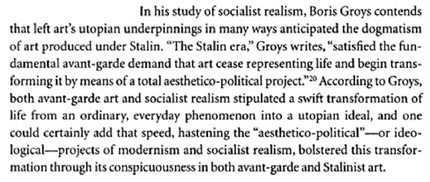 In his study of socialist realism, Boris Groys contends
that left art's utopian underpinnings in many ways anticipated the dogmatism
of art produced under Stalin. "The Stalin era," Groys writes, "satisfied the fun-
damental avant-garde demand that art cease representing life and begin trans-
forming it by means of a total aesthetico-political project."20 According to Groys,
both avant-garde art and socialist realism stipulated a swift transformation of
life from an ordinary, everyday phenomenon into a utopian ideal, and one
could certainly add that speed, hastening the "aesthetico-political"—or ideo-
logical—projects of modernism and socialist realism, bolstered this transfor-
mation through its conspicuousness in both avant-garde and Stalinist art.